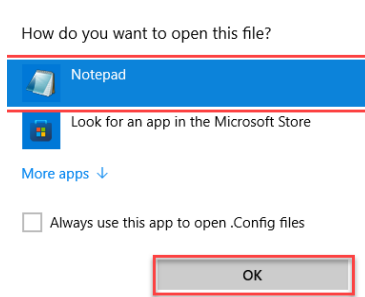 How do you want to open this file?
Notepad
Look for an app in the Microsoft Store
More apps ↓
Always use this app to open .Config files
OK